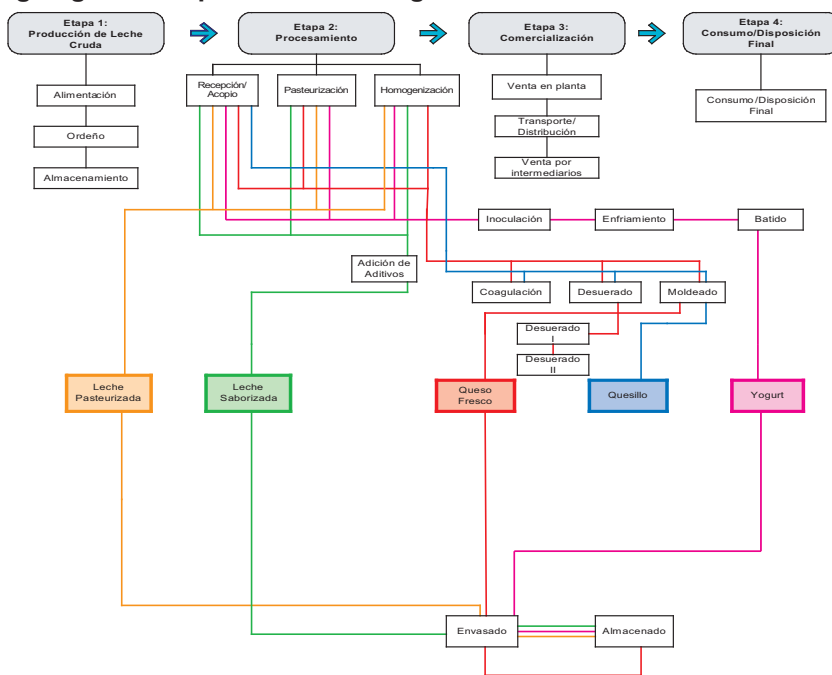 Etapa 1:
Producción de Leche
Cruda
Etapa 2:
Procesamiento
Etapa 3:
Comercialización
Etapa 4:
Consumo/Disposición
Final
Alimentación
Ordeño
Almacenamiento
Recepción/
Acopio
Pasteurización
Homogenización
Venta en planta
Transporte/
Distribución
Venta por
intermediarios
Consumo/Disposición
Final
Inoculación
Enfriamiento
Batido
Adición de
Aditivos
Coagulación
Desuerado
Moldeado
Desuerado
I
Desuerado
II
Leche
Pasteurizada
Leche
Saborizada
Queso
Fresco
Quesillo
Yogurt
Envasado
Almacenado